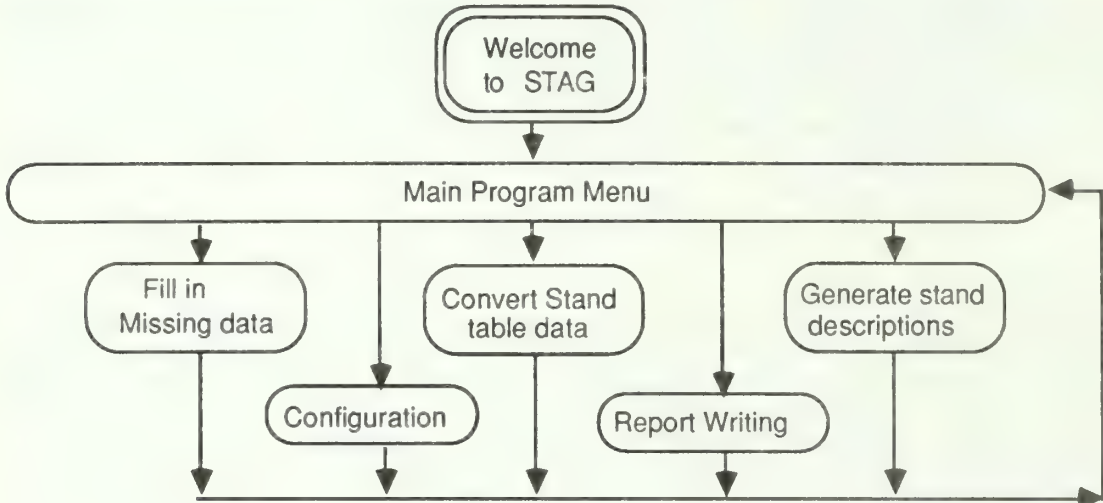 Welcome
to STAG
Main Program Menu
Fill in
Missing data
Convert Stand
table data
Generate stand
descriptions
Configuration
Report Writing